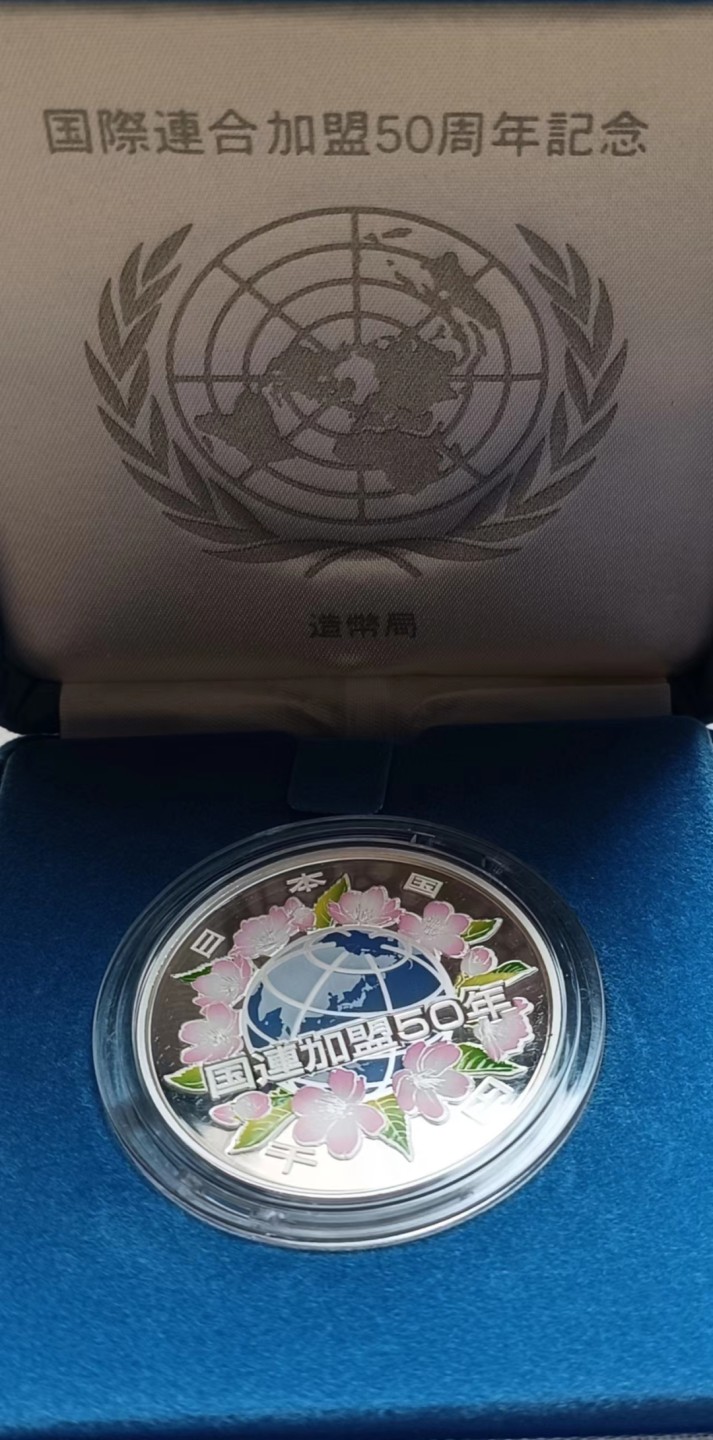 国際連合加盟50周年記念
造幣局
日本国
国連加盟50年
千円